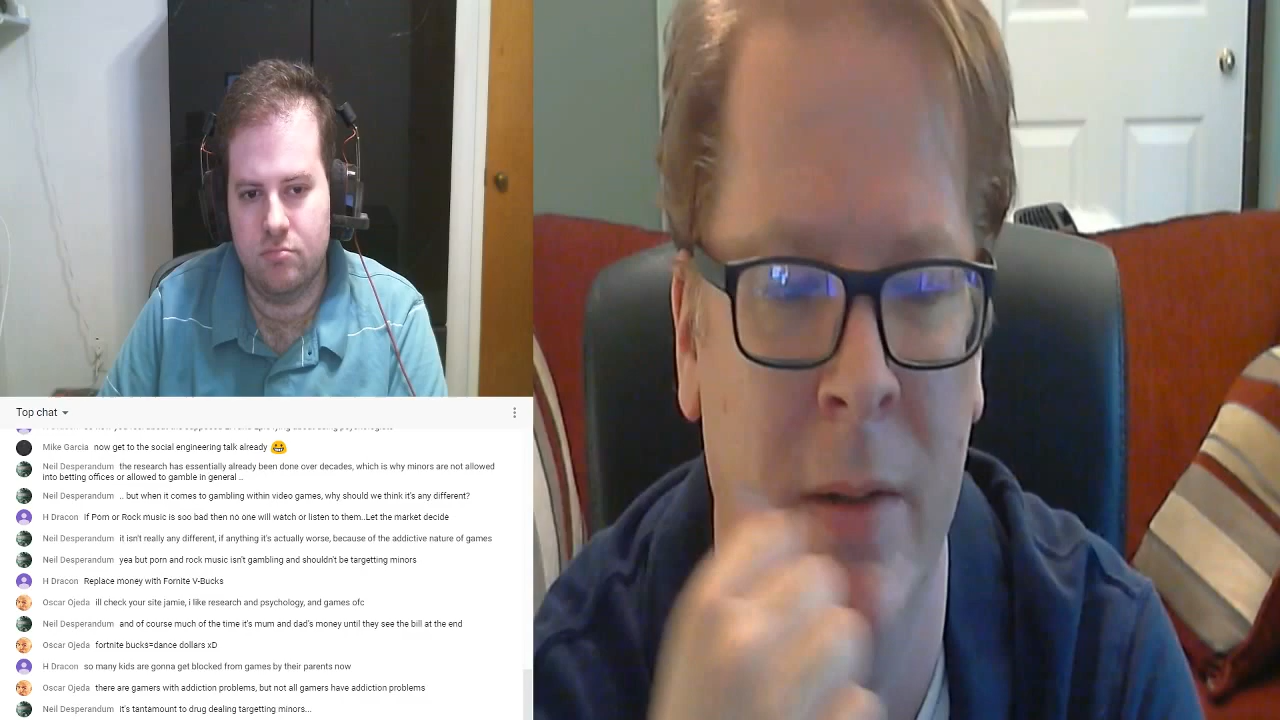 Top chat
Mike Garcia now get to the social engineering talk already
Neil Desperandum the research has essentially already been done over decades, which is why minors are not allowed
into betting offices or allowed to gamble in general ..
Neil Desperandum .. but when it comes to gambling within video games, why should we think it's any different?
H Dracon If Porn or Rock music is soo bad then no one will watch or listen to them..Let the market decide
Neil Desperandum it isn't really any different, if anything it's actually worse, because of the addictive nature of games
Neil Desperandum yea but porn and rock music isn't gambling and shouldn't be targetting minors
H Dracon Replace money with Fornite V-Bucks
Oscar Ojeda ill check your site jamie, i like research and psychology, and games ofc
Neil Desperandum and of course much of the time it's mum and dad's money until they see the bill at the end
Oscar Ojeda fortnite bucks=dance dollars xD
H Dracon so many kids are gonna get blocked from games by their parents now
Oscar Ojeda there are gamers with addiction problems, but not all gamers have addiction problems
Neil Desperandum it's tantamount to drug dealing targetting minors...